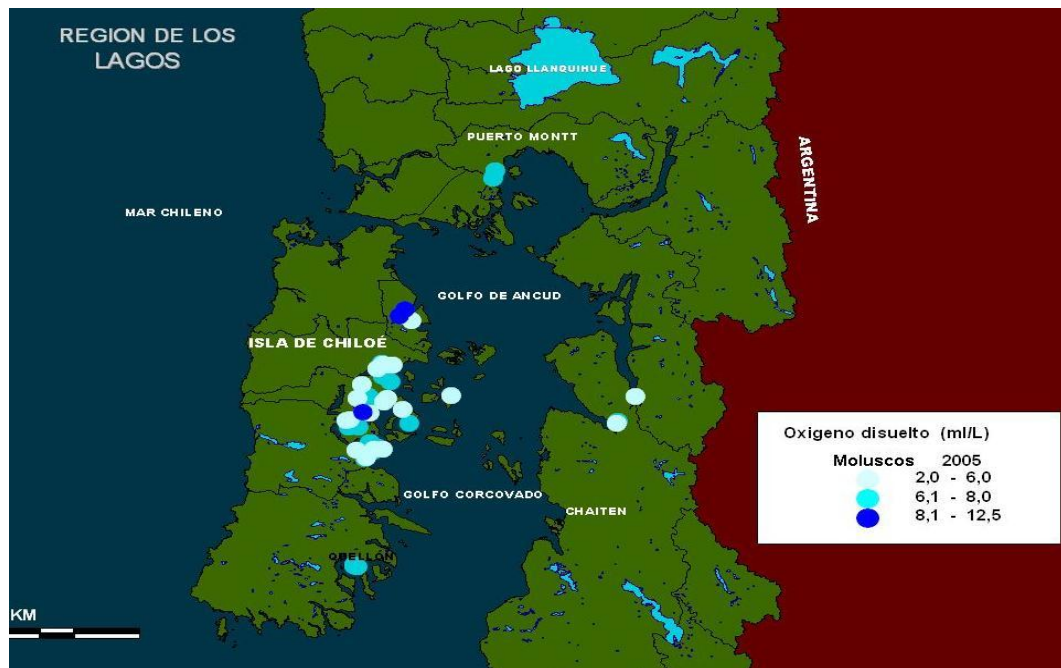 REGION DE LOS
LAGOS
LAGO LLANQUIHUE
PUERTO MONTT
ARGENTINA
MAR CHILENO
GOLFO DE ANCUD
ISLA DE CHILOÉ
Oxigeno disuelto (ml/L)
Moluscos 2005
2,0 - 6,0
6,1 - 8,0
8,1 - 12,5
GOLFO CORCOVADO
CHAITEN
QUELLÓN
KM